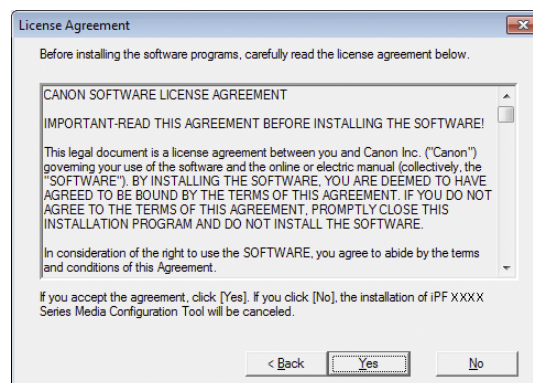 License Agreement
Before installing the software programs, carefully read the license agreement below.
CANON SOFTWARE LICENSE AGREEMENT
IMPORTANT-READ THIS AGREEMENT BEFORE INSTALLING THE SOFTWARE!
This legal document is a license agreement between you and Canon Inc. ("Canon")
governing your use of the software and the online or electric manual (collectively, the
"SOFTWARE"). BY INSTALLING THE SOFTWARE, YOU ARE DEEMED TO HAVE
AGREED TO BE BOUND BY THE TERMS OF THIS AGREEMENT. IF YOU DO NOT
AGREE TO THE TERMS OF THIS AGREEMENT, PROMPTLY CLOSE THIS
INSTALLATION PROGRAM AND DO NOT INSTALL THE SOFTWARE.
In consideration of the right to use the SOFTWARE, you agree to abide by the terms
and conditions of this Agreement.
If you accept the agreement, click [Yes]. If you click [No], the installation of iPF XXXX
Series Media Configuration Tool will be canceled.
< Back
Yes
No